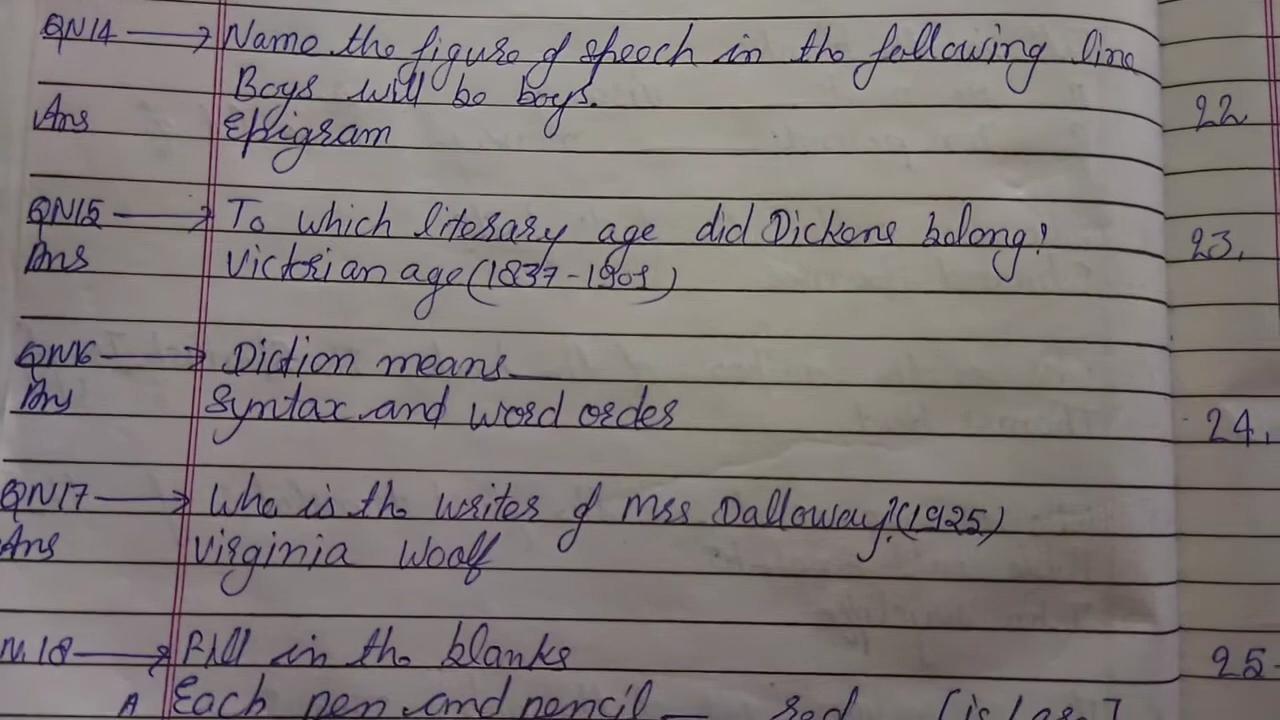 QN14 → Name the figure of speech in the following line
Boys will be boys.
Ans Epigram
22
QN15 → To which literary age did Dickens belong?
Ans Victorian age (1837-1901)
23.
QN16 → Diction means
Ans Syntax and word order
24.
QN17 → Who is the writer of Mrs Dalloway? (1925)
Ans Virginia Woolf
N.18 → Fill in the blanks
25
A Each pen and pencil — red [is/are]